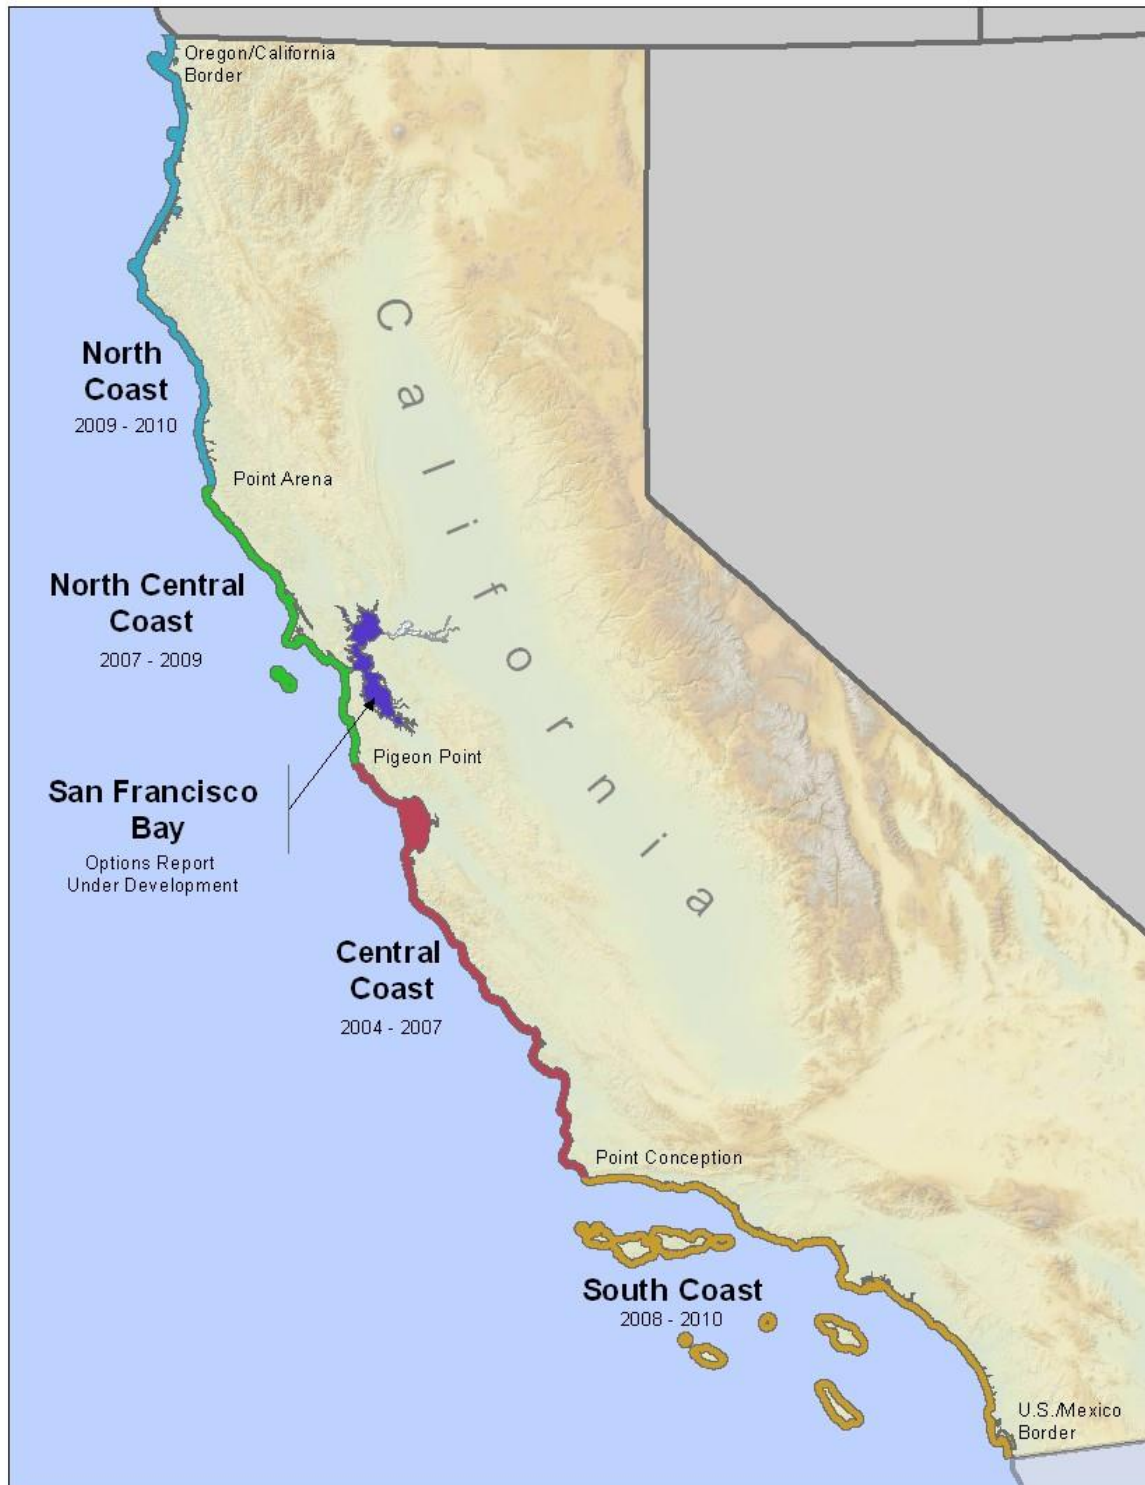 Oregon/California
Border
North
Coast
2009 - 2010
Point Arena
North Central
Coast
2007 - 2009
California
Pigeon Point
San Francisco
Bay
Options Report
Under Development
Central
Coast
2004 - 2007
Point Conception
South Coast
2008 - 2010
U.S./Mexico
Border